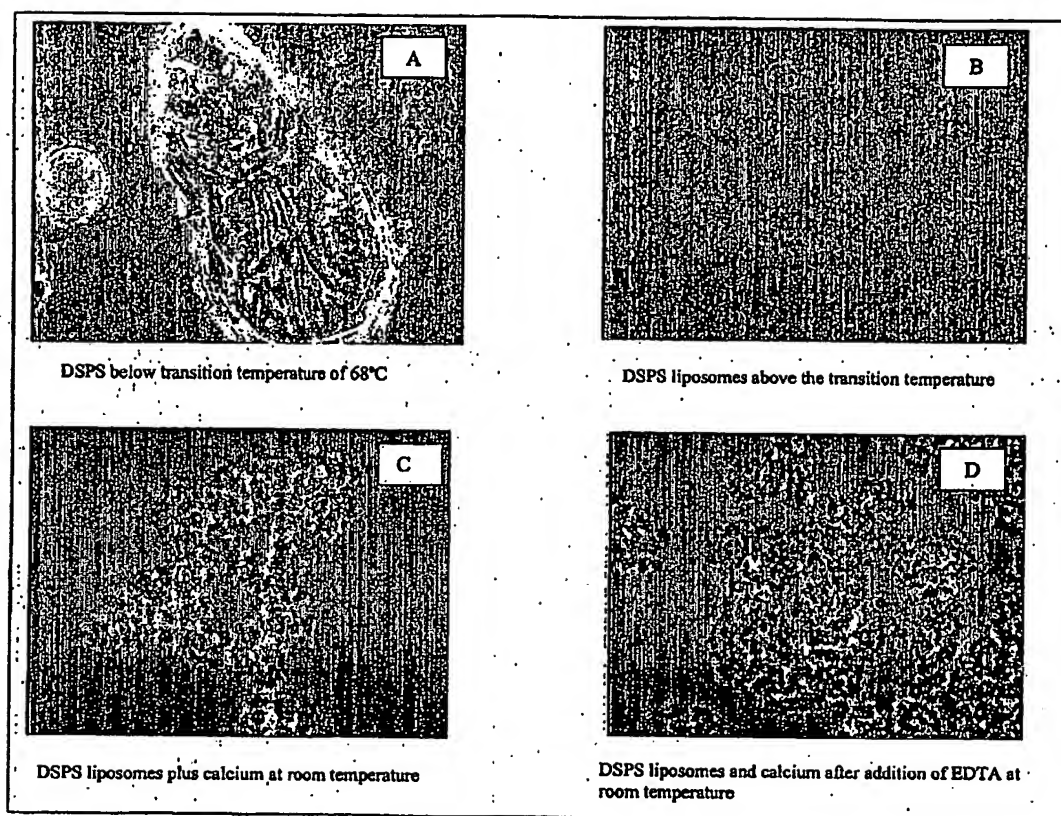 A
B
DSPS below transition temperature of 68°C
DSPS liposomes above the transition temperature
C
D
DSPS liposomes plus calcium at room temperature
DSPS liposomes and calcium after addition of EDTA at
room temperature